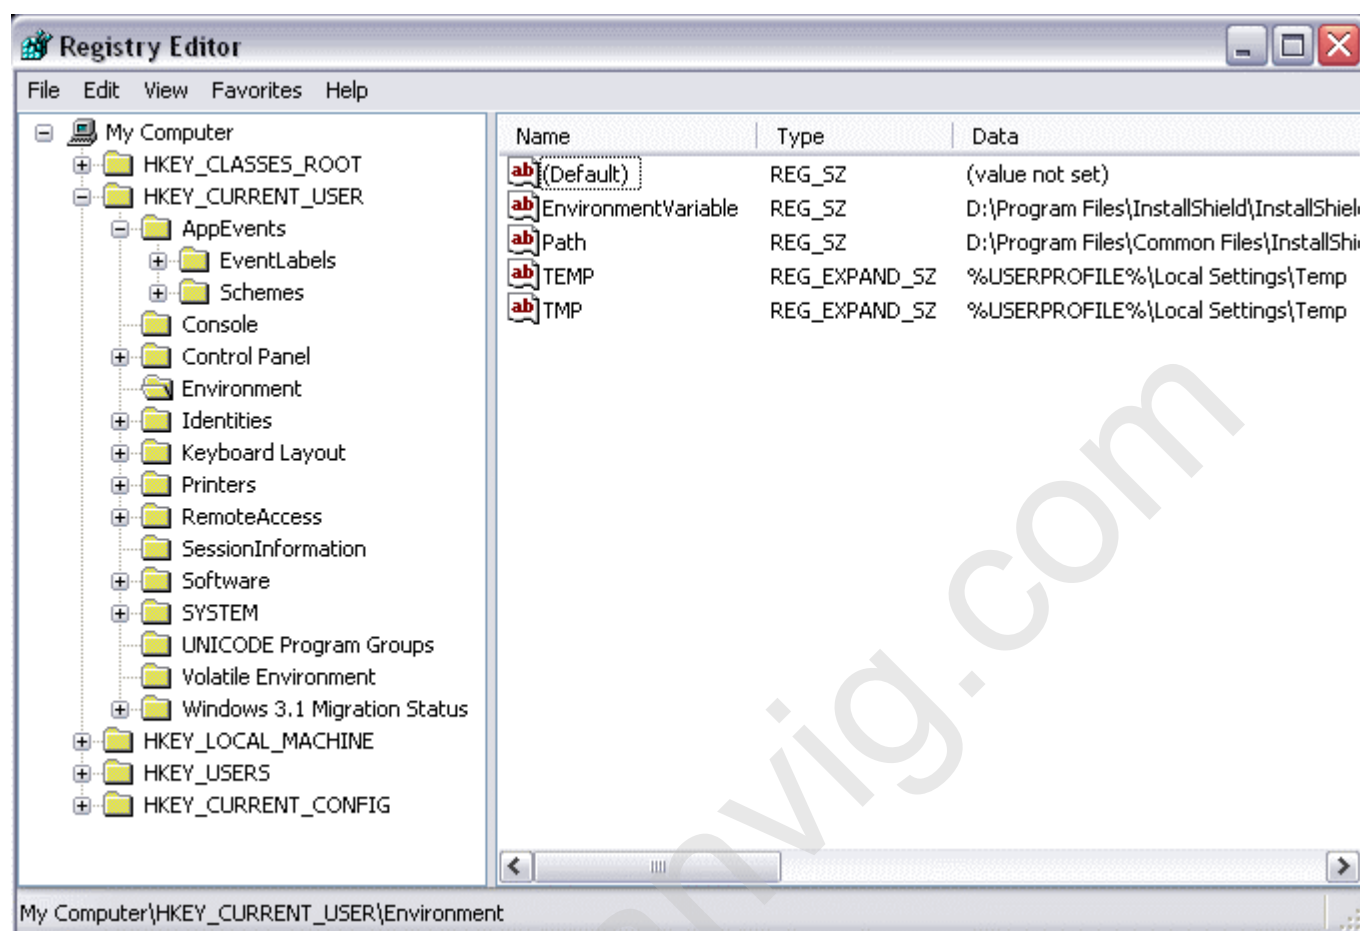 Registry Editor
File Edit View Favorites Help
My Computer
HKEY_CLASSES_ROOT
HKEY_CURRENT_USER
AppEvents
EventLabels
Schemes
Console
Control Panel
Environment
Identities
Keyboard Layout
Printers
RemoteAccess
SessionInformation
Software
SYSTEM
UNICODE Program Groups
Volatile Environment
Windows 3.1 Migration Status
HKEY_LOCAL_MACHINE
HKEY_USERS
HKEY_CURRENT_CONFIG
Name Type Data
(Default) REG_SZ (value not set)
EnvironmentVariable REG_SZ D:\Program Files\InstallShield\InstallShiel
Path REG_SZ D:\Program Files\Common Files\InstallShi
TEMP REG_EXPAND_SZ %USERPROFILE%\Local Settings\Temp
TMP REG_EXPAND_SZ %USERPROFILE%\Local Settings\Temp
My Computer\HKEY_CURRENT_USER\Environment